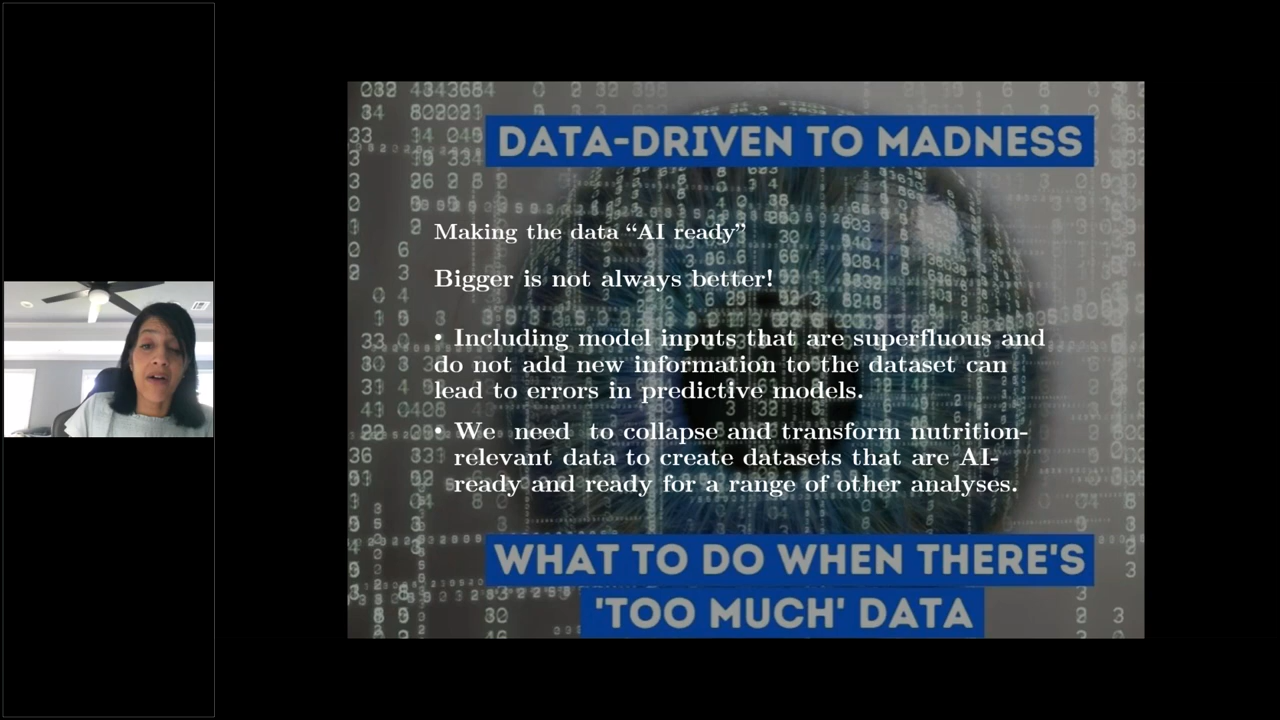 DATA-DRIVEN TO MADNESS
Making the data “AI ready”
Bigger is not always better!
• Including model inputs that are superfluous and
do not add new information to the dataset can
lead to errors in predictive models.
• We need to collapse and transform nutrition-
relevant data to create datasets that are AI-
ready and ready for a range of other analyses.
WHAT TO DO WHEN THERE'S
'TOO MUCH' DATA